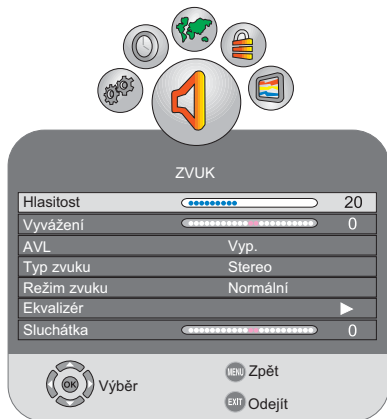 ZVUK
Hlasitost 20
Vyvážení 0
AVL Vyp.
Typ zvuku Stereo
Režim zvuku Normální
Ekvalizér
Sluchátka 0
OK Výběr
MENU Zpět
EXIT Odejít